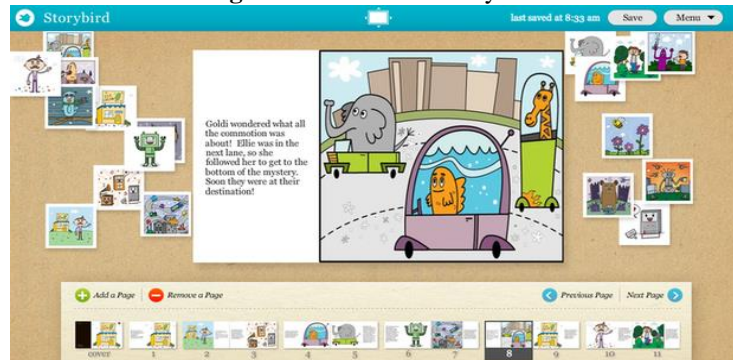 Storybird
last saved at 8:33 am Save Menu
Goldi wondered what all
the commotion was
about! Ellie was in the
next lane, so she
followed her to get to the
bottom of the mystery.
Soon they were at their
destination!
Add a Page Remove a Page Previous Page Next Page
COVER 1 2 3 4 5 6 7 8 9 10 11